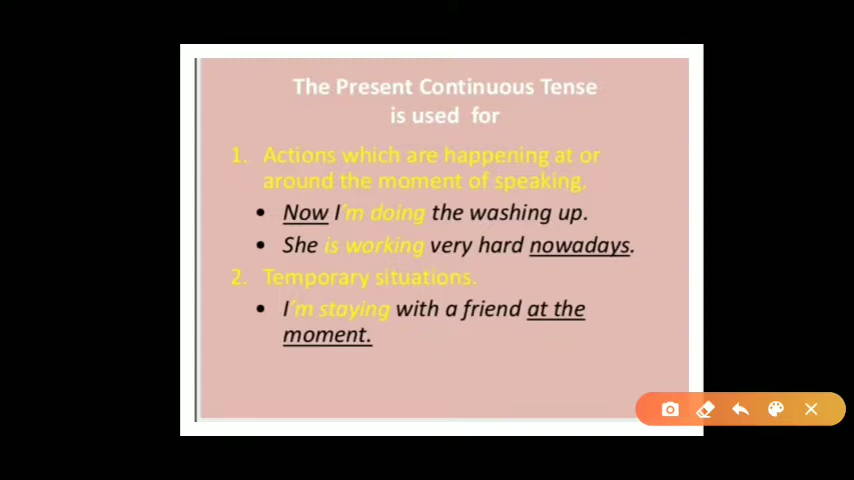 The Present Continuous Tense
is used for
1. Actions which are happening at or
around the moment of speaking.
• Now I'm doing the washing up.
• She is working very hard nowadays.
2. Temporary situations.
• I'm staying with a friend at the
moment.